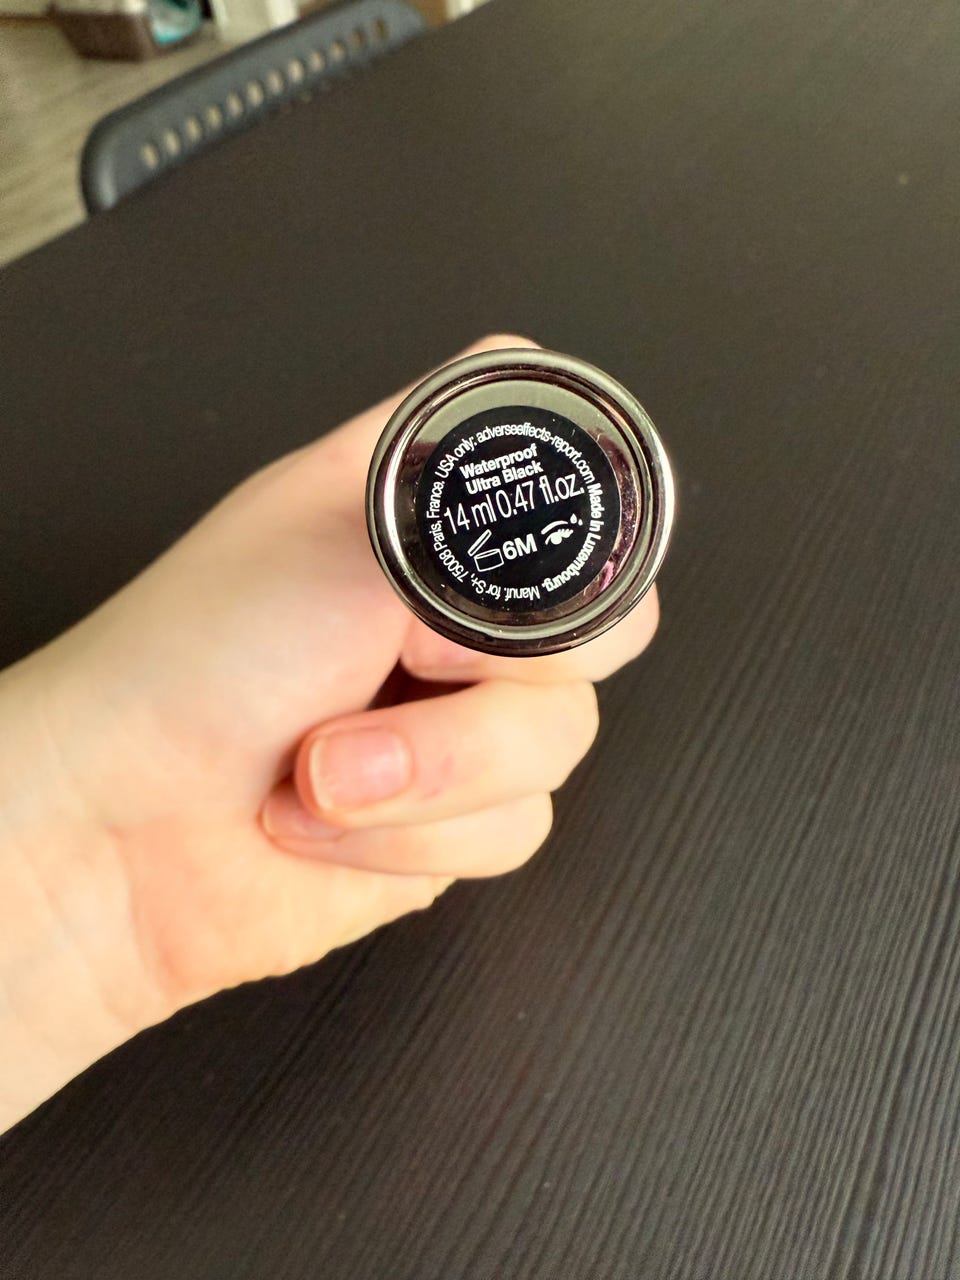 Waterproof
Ultra Black
14 ml 0.47 fl.oz.
6M
Made in Luxembourg. Manuf. for S+, 75008 Paris, France. USA only: adverseeffects-report.com